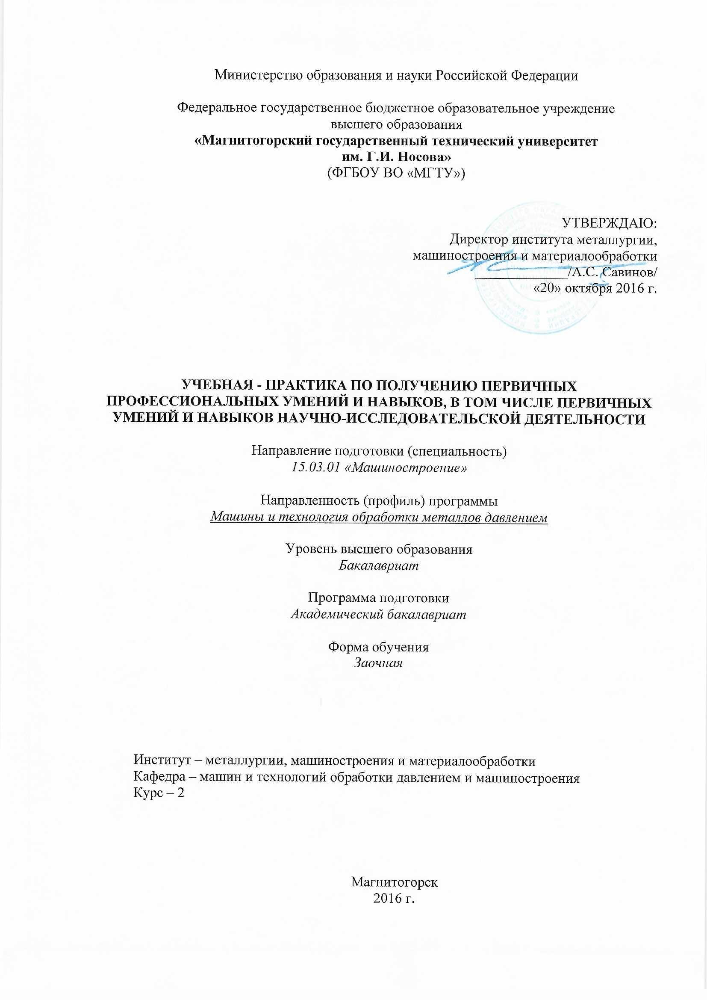 Министерство образования и науки Российской Федерации
Федеральное государственное бюджетное образовательное учреждение
высшего образования
«Магнитогорский государственный технический университет
им. Г.И. Носова»
(ФГБОУ ВО «МГТУ»)
УТВЕРЖДАЮ:
Директор института металлургии,
машиностроения и материалообработки
_____________/А.С. Савинов/
«20» октября 2016 г.
УЧЕБНАЯ - ПРАКТИКА ПО ПОЛУЧЕНИЮ ПЕРВИЧНЫХ
ПРОФЕССИОНАЛЬНЫХ УМЕНИЙ И НАВЫКОВ, В ТОМ ЧИСЛЕ ПЕРВИЧНЫХ
УМЕНИЙ И НАВЫКОВ НАУЧНО-ИССЛЕДОВАТЕЛЬСКОЙ ДЕЯТЕЛЬНОСТИ
Направление подготовки (специальность)
15.03.01 «Машиностроение»
Направленность (профиль) программы
Машины и технология обработки металлов давлением
Уровень высшего образования
Бакалавриат
Программа подготовки
Академический бакалавриат
Форма обучения
Заочная
Институт – металлургии, машиностроения и материалообработки
Кафедра – машин и технологий обработки давлением и машиностроения
Курс – 2
Магнитогорск
2016 г.